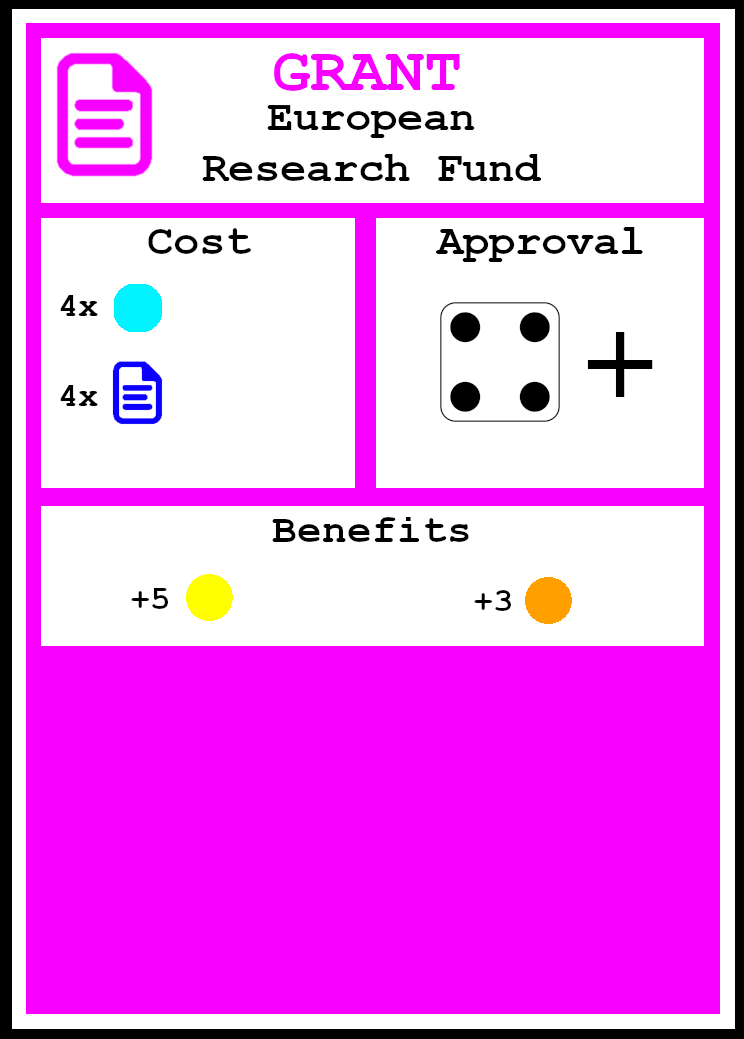 GRANT
European
Research Fund
Cost
Approval
4x
4x
+
Benefits
+5
+3